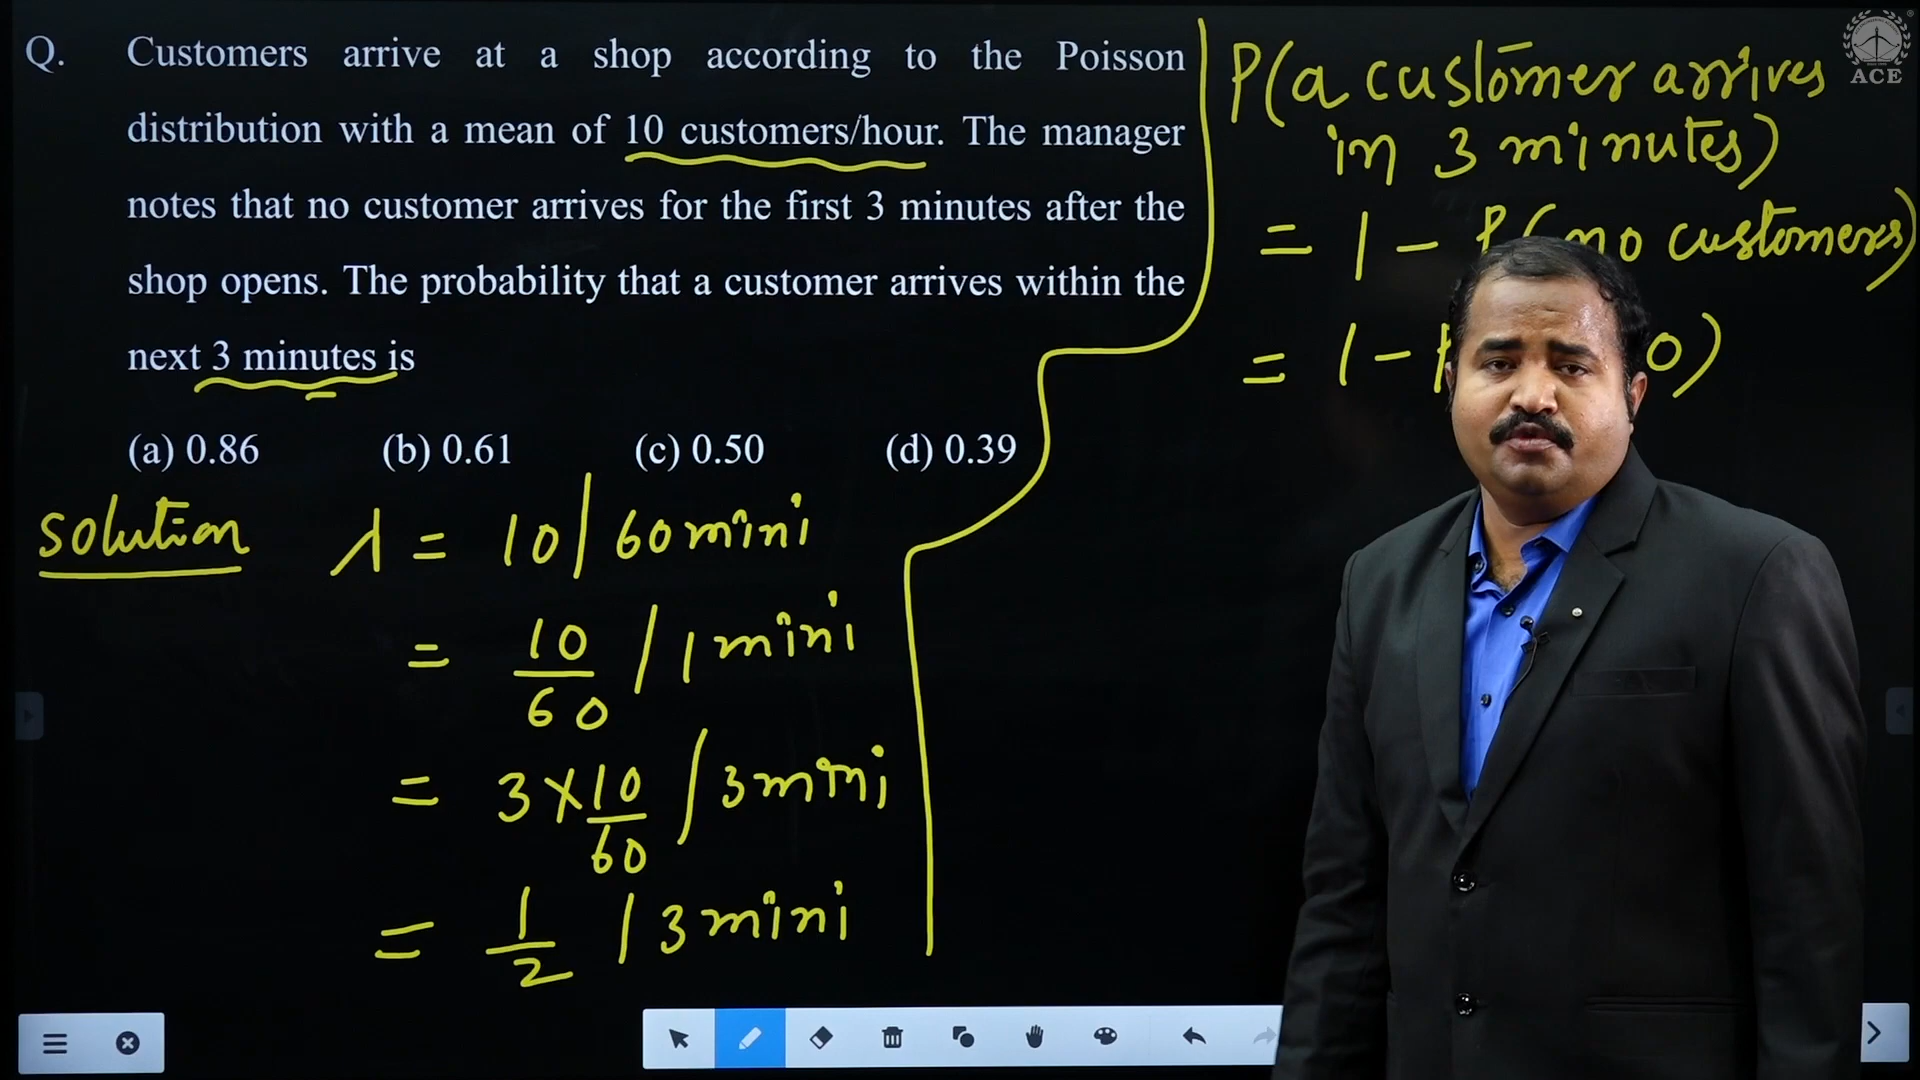 Q. Customers arrive at a shop according to the Poisson
distribution with a mean of 10 customers/hour. The manager
notes that no customer arrives for the first 3 minutes after the
shop opens. The probability that a customer arrives within the
next 3 minutes is
(a) 0.86 (b) 0.61 (c) 0.50 (d) 0.39
solution λ = 10 / 60 mini
= 10/60 / 1 mini
= 3 × 10/60 / 3 mini
= 1/2 / 3 mini
P(a customer arrives
in 3 minutes)
= 1 - P(no customers)
= 1 - 0)
ACE